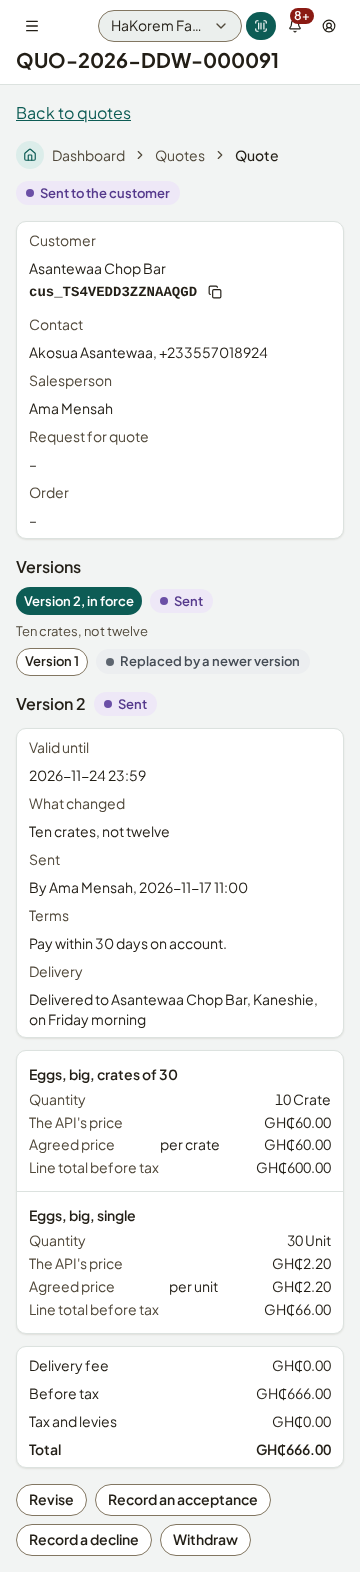 HaKorem Fa...
8+
QUO-2026-DDW-000091
Back to quotes
Dashboard > Quotes > Quote
Sent to the customer
Customer
Asantewaa Chop Bar
cus_TS4VEDD3ZZNAAQGD
Contact
Akosua Asantewaa, +233557018924
Salesperson
Ama Mensah
Request for quote
–
Order
–
Versions
Version 2, in force Sent
Ten crates, not twelve
Version 1 Replaced by a newer version
Version 2 Sent
Valid until
2026-11-24 23:59
What changed
Ten crates, not twelve
Sent
By Ama Mensah, 2026-11-17 11:00
Terms
Pay within 30 days on account.
Delivery
Delivered to Asantewaa Chop Bar, Kaneshie,
on Friday morning
Eggs, big, crates of 30
Quantity 10 Crate
The API's price GH₵60.00
Agreed price per crate GH₵60.00
Line total before tax GH₵600.00
Eggs, big, single
Quantity 30 Unit
The API's price GH₵2.20
Agreed price per unit GH₵2.20
Line total before tax GH₵66.00
Delivery fee GH₵0.00
Before tax GH₵666.00
Tax and levies GH₵0.00
Total GH₵666.00
Revise Record an acceptance
Record a decline Withdraw